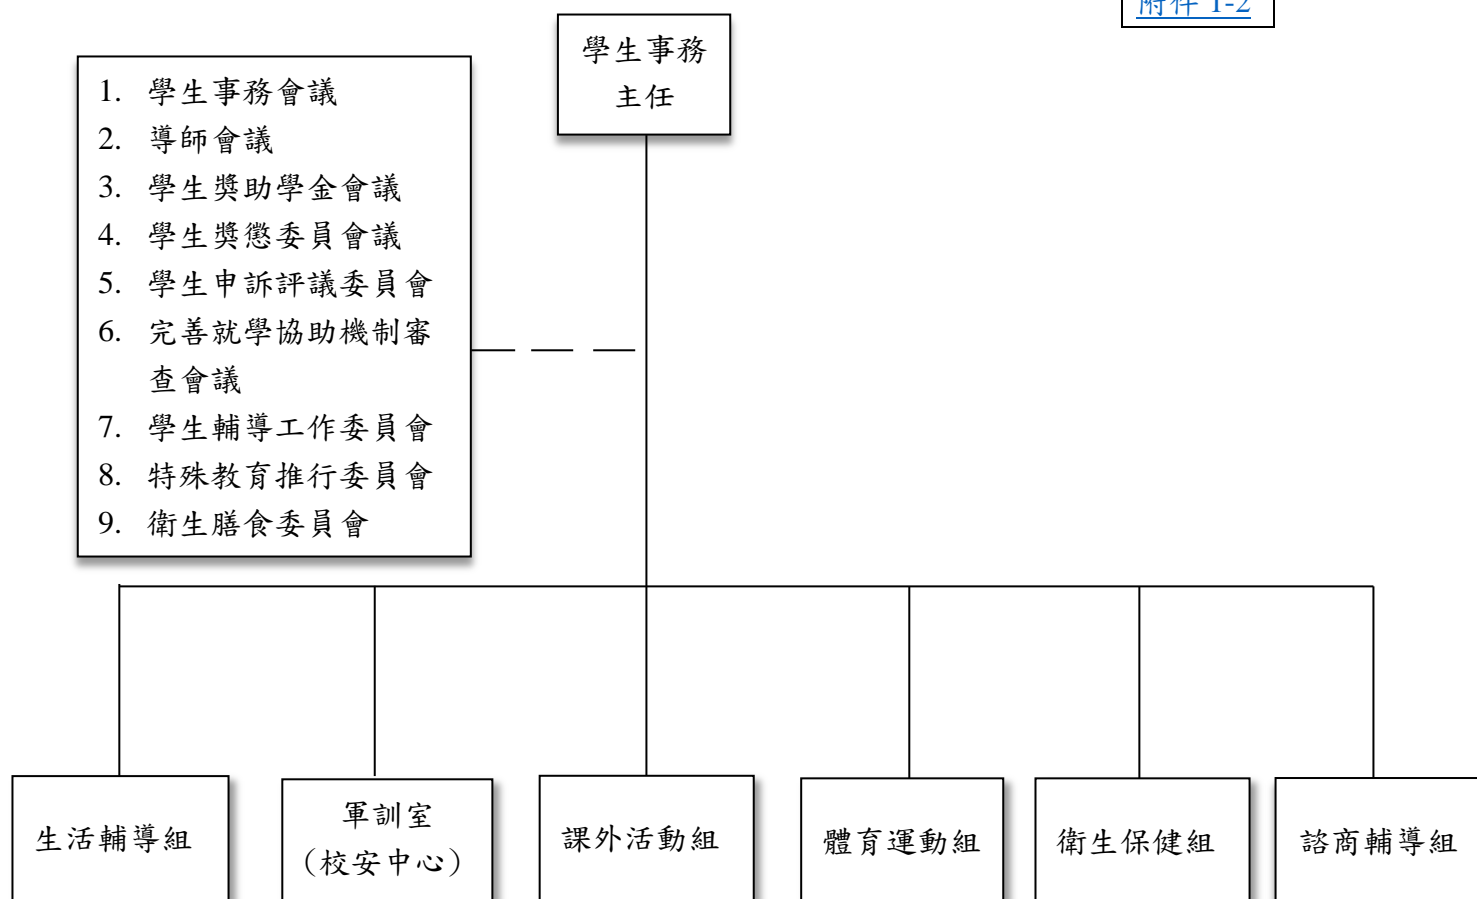 附件 1-2
學生事務
主任
1. 學生事務會議
2. 導師會議
3. 學生獎助學金會議
4. 學生獎懲委員會議
5. 學生申訴評議委員會
6. 完善就學協助機制審
查會議
7. 學生輔導工作委員會
8. 特殊教育推行委員會
9. 衛生膳食委員會
生活輔導組
軍訓室
（校安中心）
課外活動組
體育運動組
衛生保健組
諮商輔導組